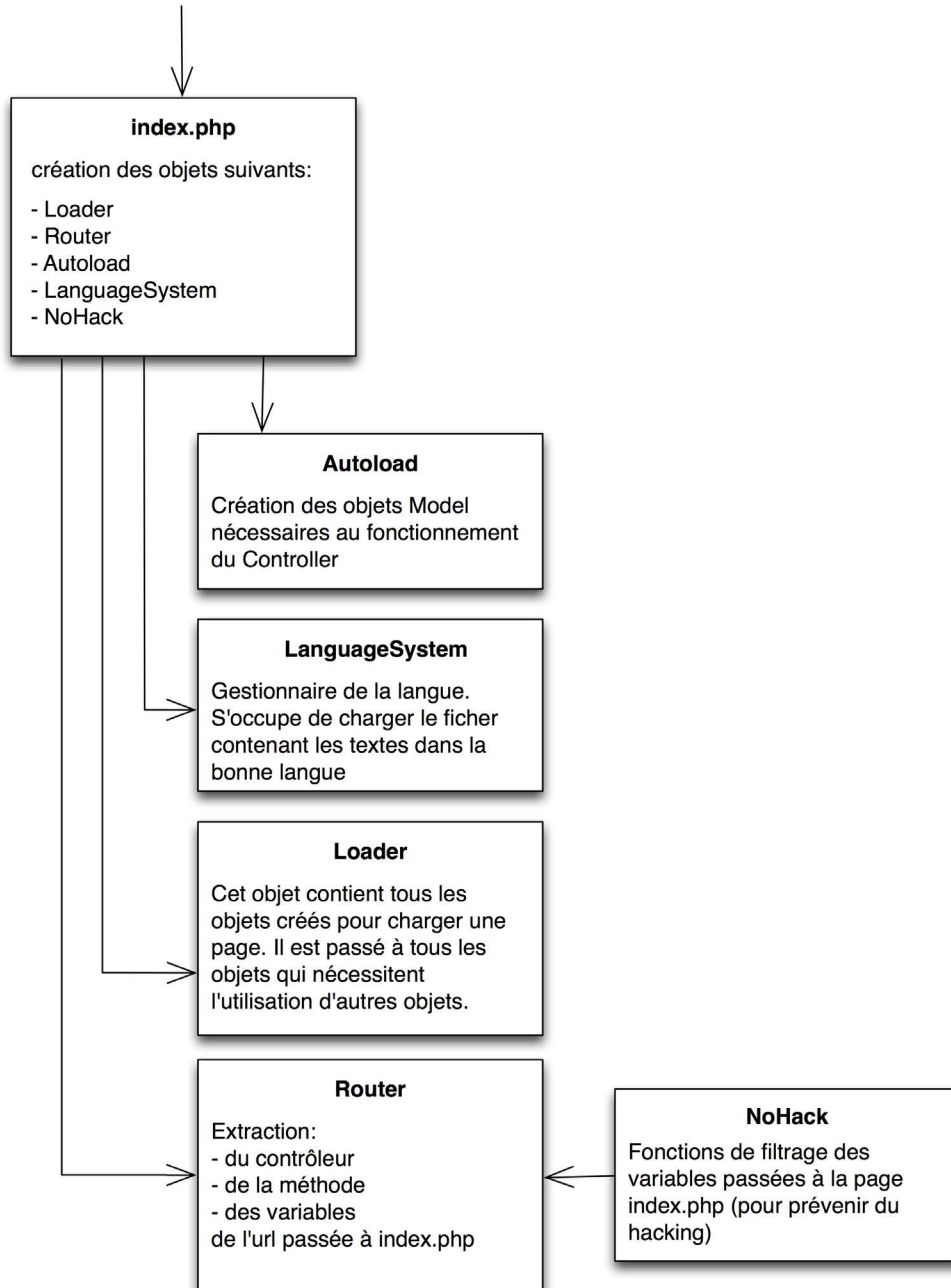 index.php
création des objets suivants:
- Loader
- Router
- Autoload
- LanguageSystem
- NoHack
Autoload
Création des objets Model
nécessaires au fonctionnement
du Controller
LanguageSystem
Gestionnaire de la langue.
S'occupe de charger le ficher
contenant les textes dans la
bonne langue
Loader
Cet objet contient tous les
objets créés pour charger une
page. Il est passé à tous les
objets qui nécessitent
l'utilisation d'autres objets.
Router
Extraction:
- du contrôleur
- de la méthode
- des variables
de l'url passée à index.php
NoHack
Fonctions de filtrage des
variables passées à la page
index.php (pour prévenir du
hacking)